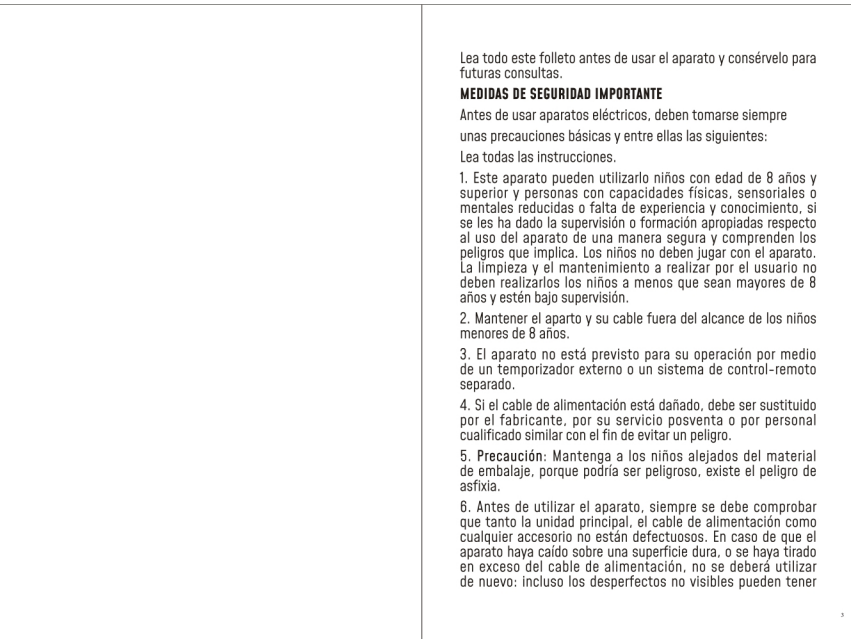 Lea todo este folleto antes de usar el aparato y consérvelo para
futuras consultas.
MEDIDAS DE SEGURIDAD IMPORTANTE
Antes de usar aparatos eléctricos, deben tomarse siempre
unas precauciones básicas y entre ellas las siguientes:
Lea todas las instrucciones.
1. Este aparato pueden utilizarlo niños con edad de 8 años y
superior y personas con capacidades físicas, sensoriales o
mentales reducidas o falta de experiencia y conocimiento, si
se les ha dado la supervisión o formación apropiadas respecto
al uso del aparato de una manera segura y comprenden los
peligros que implica. Los niños no deben jugar con el aparato.
La limpieza y el mantenimiento a realizar por el usuario no
deben realizarlos los niños a menos que sean mayores de 8
años y estén bajo supervisión.
2. Mantener el aparto y su cable fuera del alcance de los niños
menores de 8 años.
3. El aparato no está previsto para su operación por medio
de un temporizador externo o un sistema de control-remoto
separado.
4. Si el cable de alimentación está dañado, debe ser sustituido
por el fabricante, por su servicio posventa o por personal
cualificado similar con el fin de evitar un peligro.
5. Precaución: Mantenga a los niños alejados del material
de embalaje, porque podría ser peligroso, existe el peligro de
asfixia.
6. Antes de utilizar el aparato, siempre se debe comprobar
que tanto la unidad principal, el cable de alimentación como
cualquier accesorio no están defectuosos. En caso de que el
aparato haya caído sobre una superficie dura, o se haya tirado
en exceso del cable de alimentación, no se deberá utilizar
de nuevo: incluso los desperfectos no visibles pueden tener
3